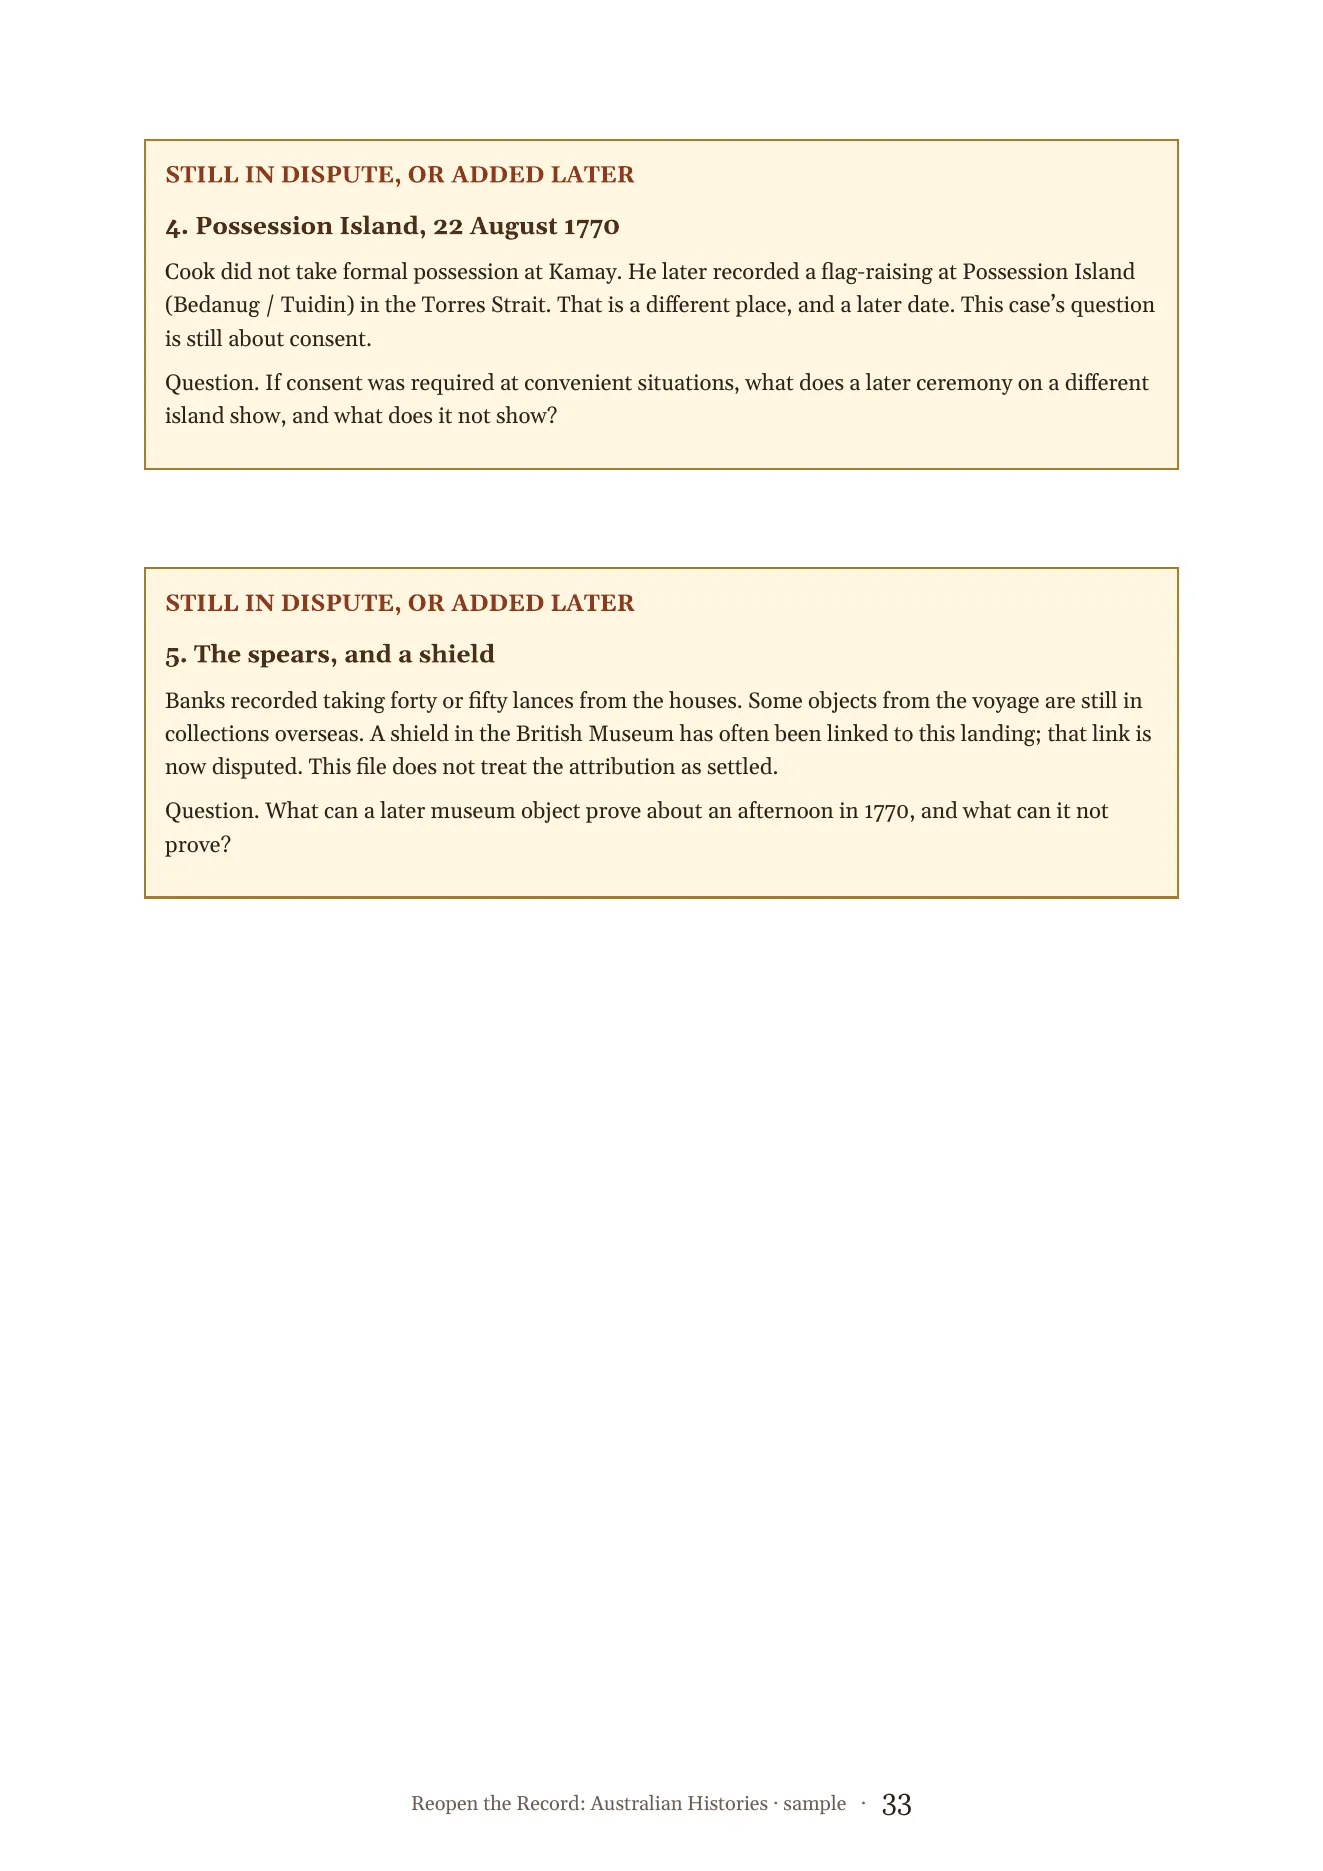 STILL IN DISPUTE, OR ADDED LATER
4. Possession Island, 22 August 1770
Cook did not take formal possession at Kamay. He later recorded a flag-raising at Possession Island
(Bedanug / Tuidin) in the Torres Strait. That is a different place, and a later date. This case’s question
is still about consent.
Question. If consent was required at convenient situations, what does a later ceremony on a different
island show, and what does it not show?
STILL IN DISPUTE, OR ADDED LATER
5. The spears, and a shield
Banks recorded taking forty or fifty lances from the houses. Some objects from the voyage are still in
collections overseas. A shield in the British Museum has often been linked to this landing; that link is
now disputed. This file does not treat the attribution as settled.
Question. What can a later museum object prove about an afternoon in 1770, and what can it not
prove?
Reopen the Record: Australian Histories · sample · 33